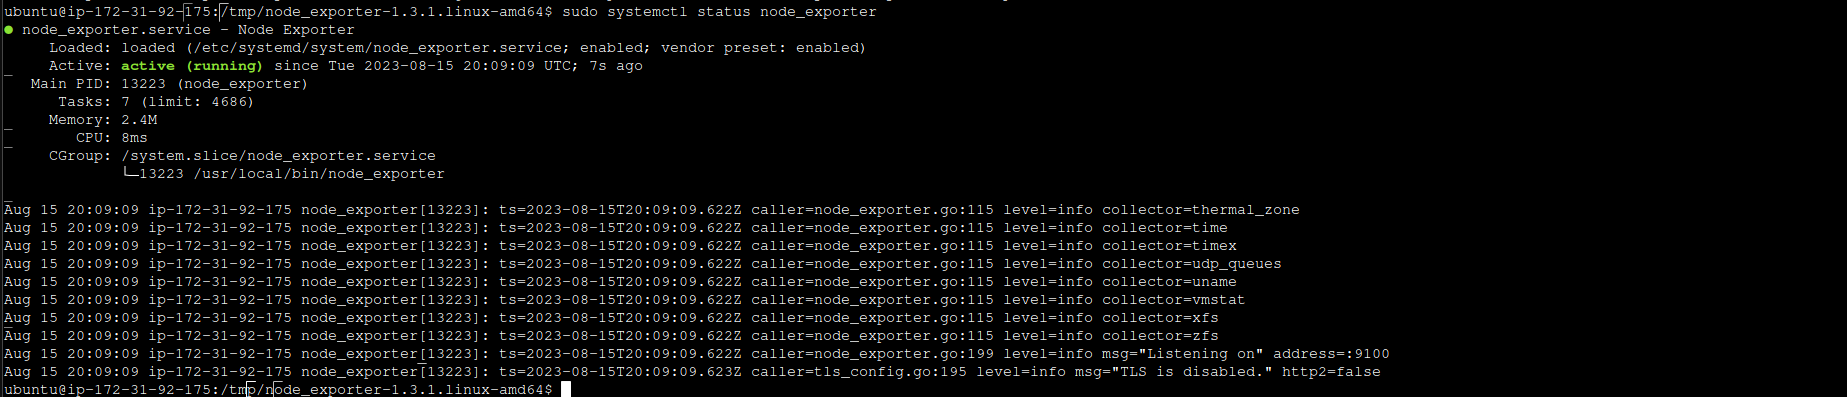 ubuntu@ip-172-31-92-175:/tmp/node_exporter-1.3.1.linux-amd64$ sudo systemctl status node_exporter
● node_exporter.service - Node Exporter
     Loaded: loaded (/etc/systemd/system/node_exporter.service; enabled; vendor preset: enabled)
     Active: active (running) since Tue 2023-08-15 20:09:09 UTC; 7s ago
   Main PID: 13223 (node_exporter)
      Tasks: 7 (limit: 4686)
     Memory: 2.4M
        CPU: 8ms
     CGroup: /system.slice/node_exporter.service
             └─13223 /usr/local/bin/node_exporter
Aug 15 20:09:09 ip-172-31-92-175 node_exporter[13223]: ts=2023-08-15T20:09:09.622Z caller=node_exporter.go:115 level=info collector=thermal_zone
Aug 15 20:09:09 ip-172-31-92-175 node_exporter[13223]: ts=2023-08-15T20:09:09.622Z caller=node_exporter.go:115 level=info collector=time
Aug 15 20:09:09 ip-172-31-92-175 node_exporter[13223]: ts=2023-08-15T20:09:09.622Z caller=node_exporter.go:115 level=info collector=timex
Aug 15 20:09:09 ip-172-31-92-175 node_exporter[13223]: ts=2023-08-15T20:09:09.622Z caller=node_exporter.go:115 level=info collector=udp_queues
Aug 15 20:09:09 ip-172-31-92-175 node_exporter[13223]: ts=2023-08-15T20:09:09.622Z caller=node_exporter.go:115 level=info collector=uname
Aug 15 20:09:09 ip-172-31-92-175 node_exporter[13223]: ts=2023-08-15T20:09:09.622Z caller=node_exporter.go:115 level=info collector=vmstat
Aug 15 20:09:09 ip-172-31-92-175 node_exporter[13223]: ts=2023-08-15T20:09:09.622Z caller=node_exporter.go:115 level=info collector=xfs
Aug 15 20:09:09 ip-172-31-92-175 node_exporter[13223]: ts=2023-08-15T20:09:09.622Z caller=node_exporter.go:115 level=info collector=zfs
Aug 15 20:09:09 ip-172-31-92-175 node_exporter[13223]: ts=2023-08-15T20:09:09.622Z caller=node_exporter.go:199 level=info msg="Listening on" address=:9100
Aug 15 20:09:09 ip-172-31-92-175 node_exporter[13223]: ts=2023-08-15T20:09:09.623Z caller=tls_config.go:195 level=info msg="TLS is disabled." http2=false
ubuntu@ip-172-31-92-175:/tmp/node_exporter-1.3.1.linux-amd64$